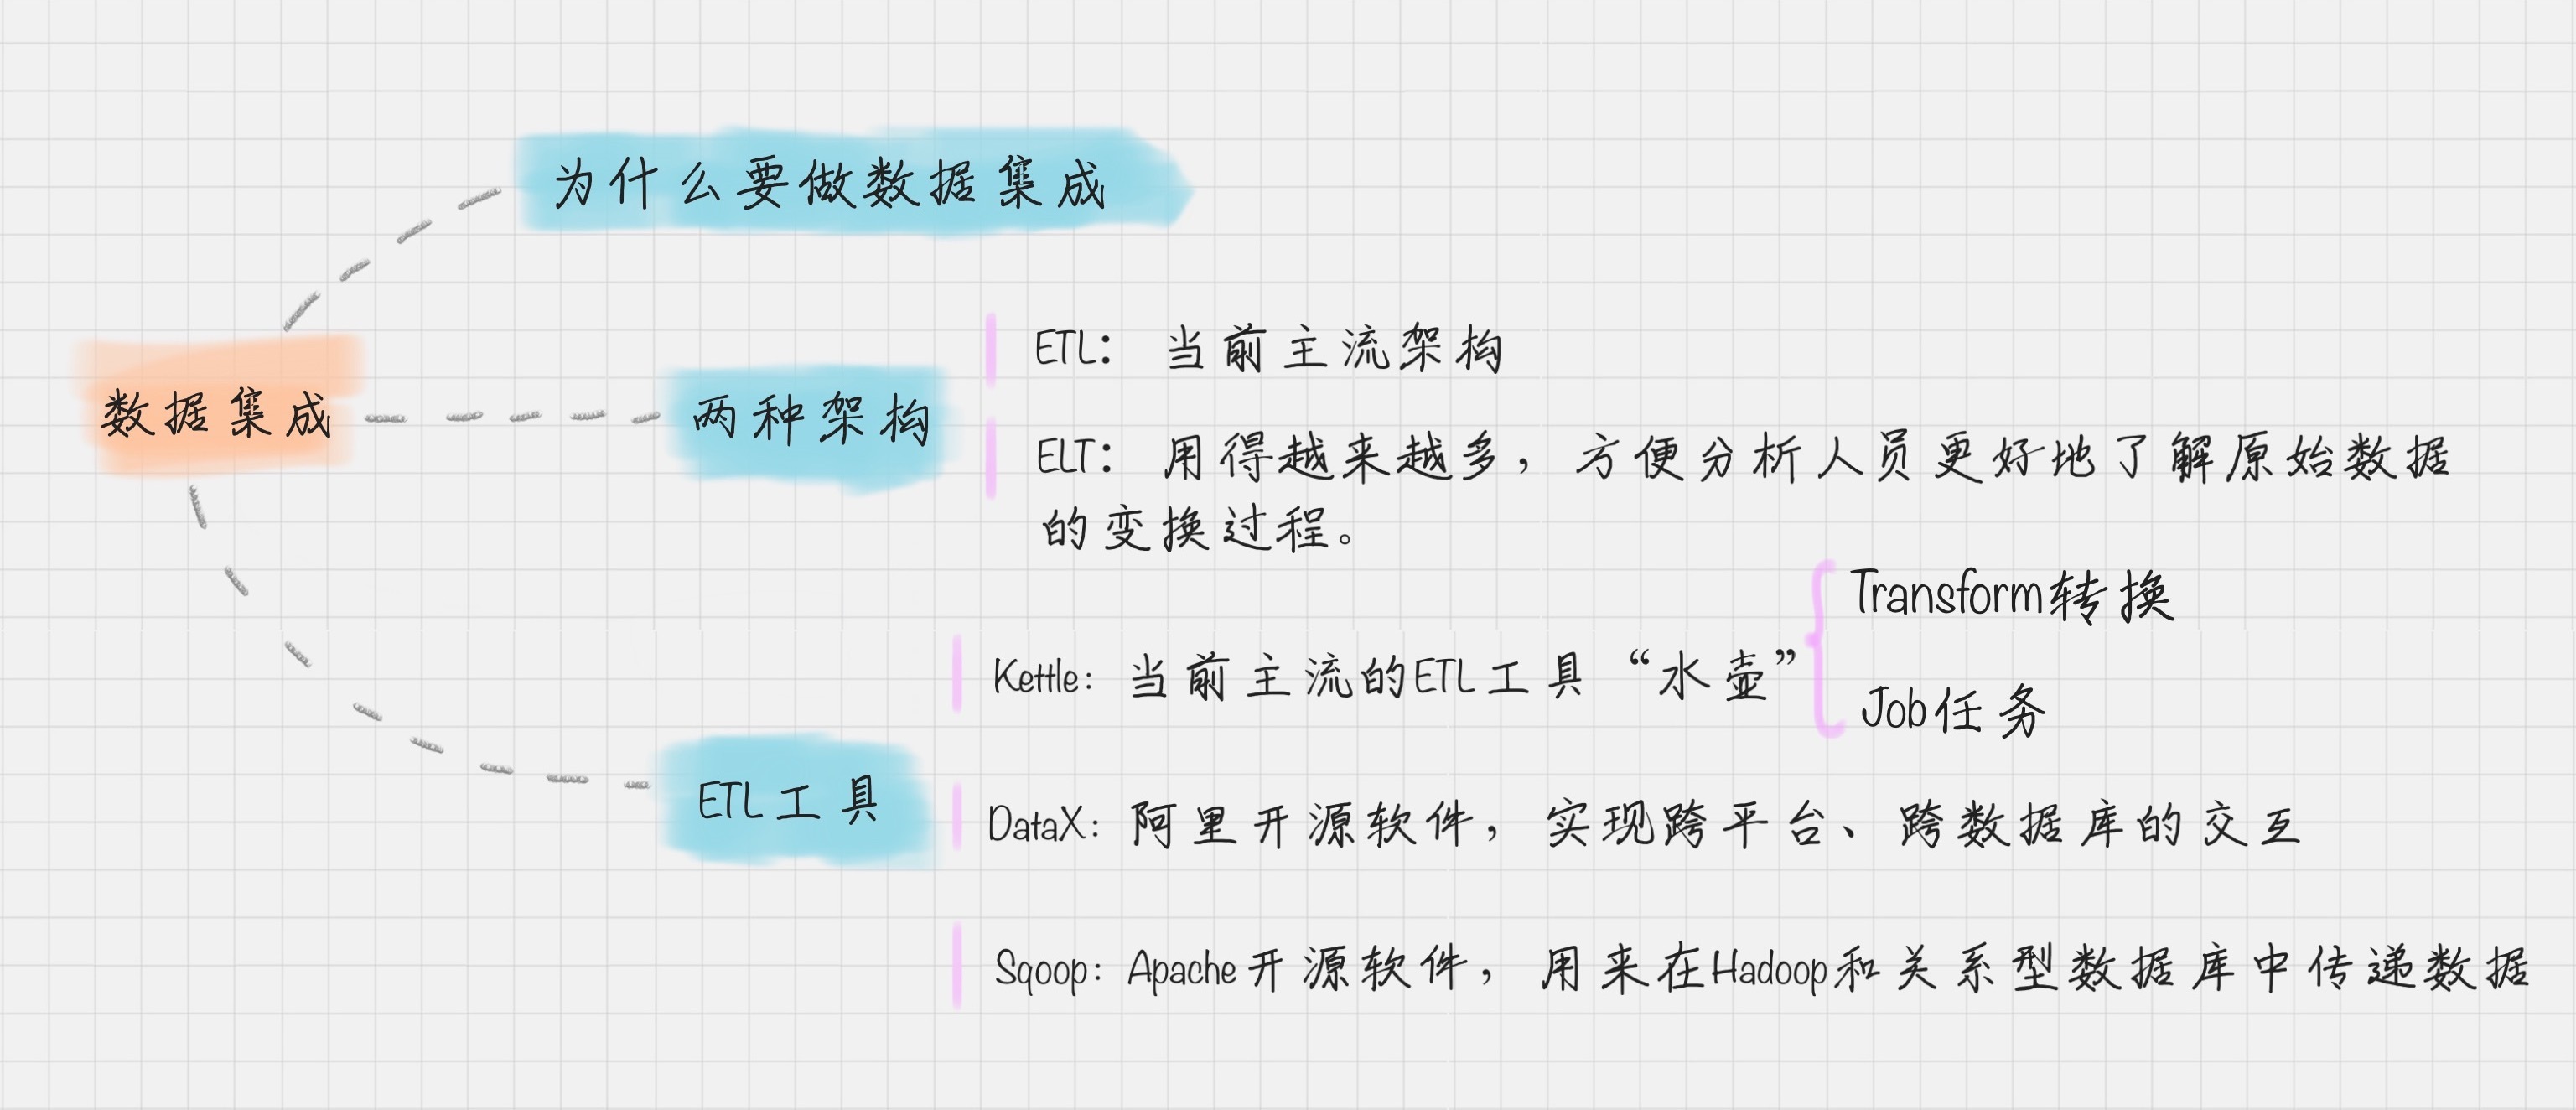 为什么要做数据集成
数据集成
两种架构
ETL： 当前主流架构
ELT： 用得越来越多，方便分析人员更好地了解原始数据
的变换过程。
ETL工具
Kettle：当前主流的ETL工具“水壶”
Transform转换
Job任务
DataX：阿里开源软件，实现跨平台、跨数据库的交互
Sqoop：Apache开源软件，用来在Hadoop和关系型数据库中传递数据